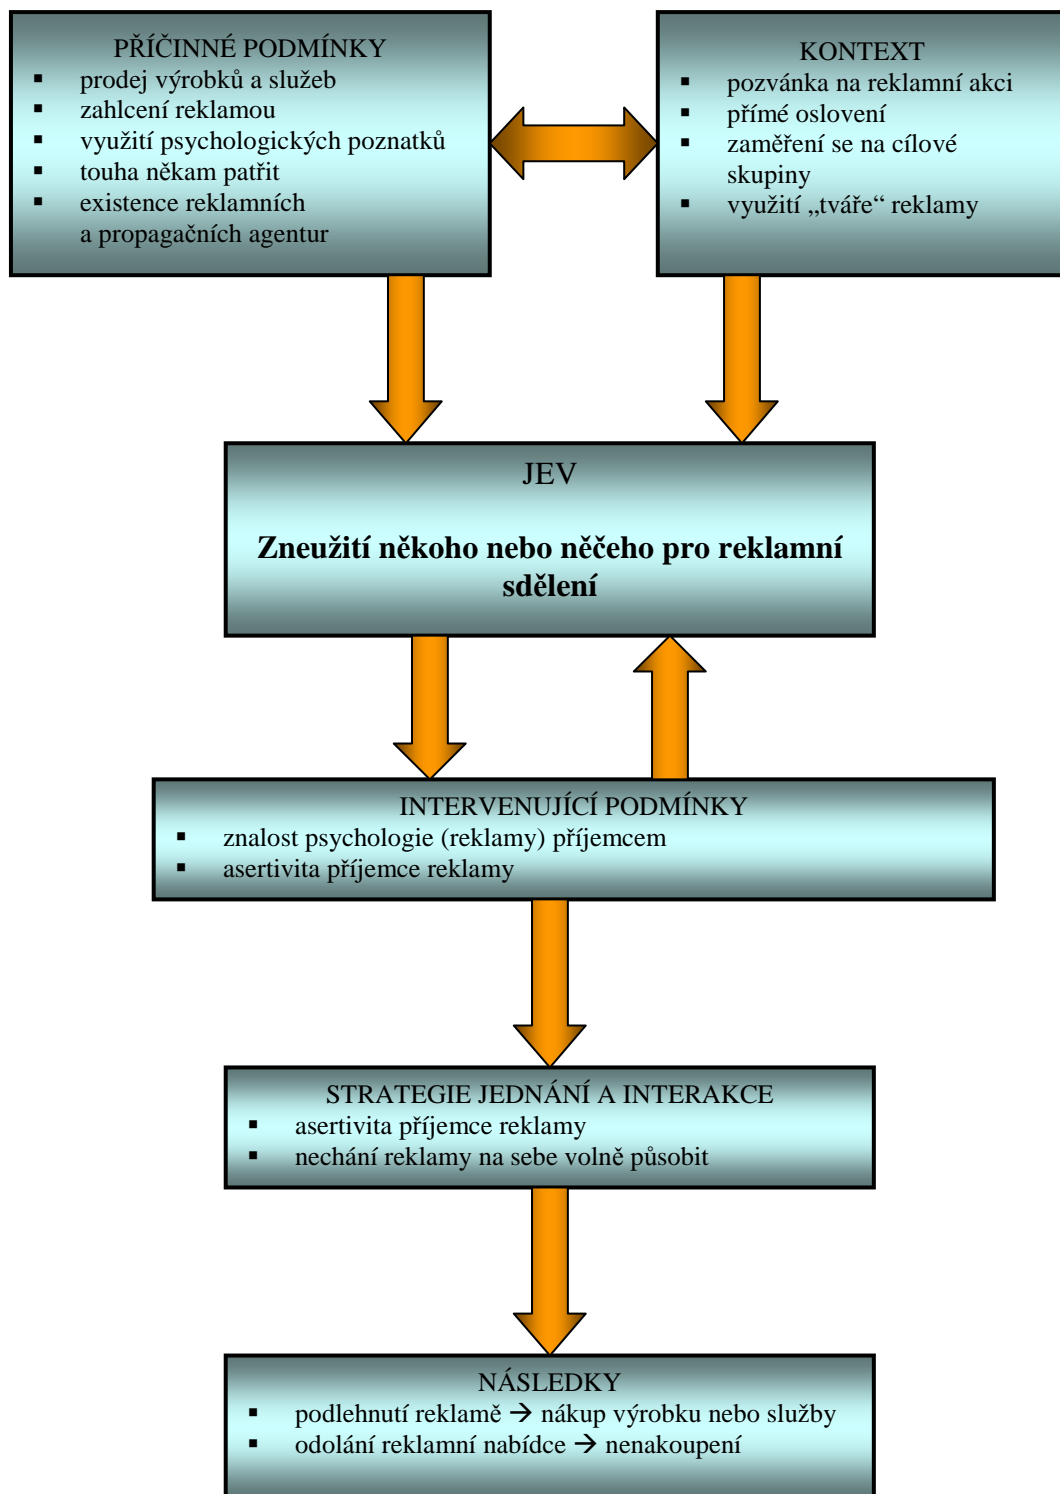 PŘÍČINNÉ PODMÍNKY
▪ prodej výrobků a služeb
▪ zahlcení reklamou
▪ využití psychologických poznatků
▪ touha někam patřit
▪ existence reklamních
a propagačních agentur
KONTEXT
▪ pozvánka na reklamní akci
▪ přímé oslovení
▪ zaměření se na cílové
skupiny
▪ využití „tváře“ reklamy
JEV
Zneužití někoho nebo něčeho pro reklamní
sdělení
INTERVENUJÍCÍ PODMÍNKY
▪ znalost psychologie (reklamy) příjemcem
▪ asertivita příjemce reklamy
STRATEGIE JEDNÁNÍ A INTERAKCE
▪ asertivita příjemce reklamy
▪ nechání reklamy na sebe volně působit
NÁSLEDKY
▪ podlehnutí reklamě → nákup výrobku nebo služby
▪ odolání reklamní nabídce → nenakoupení